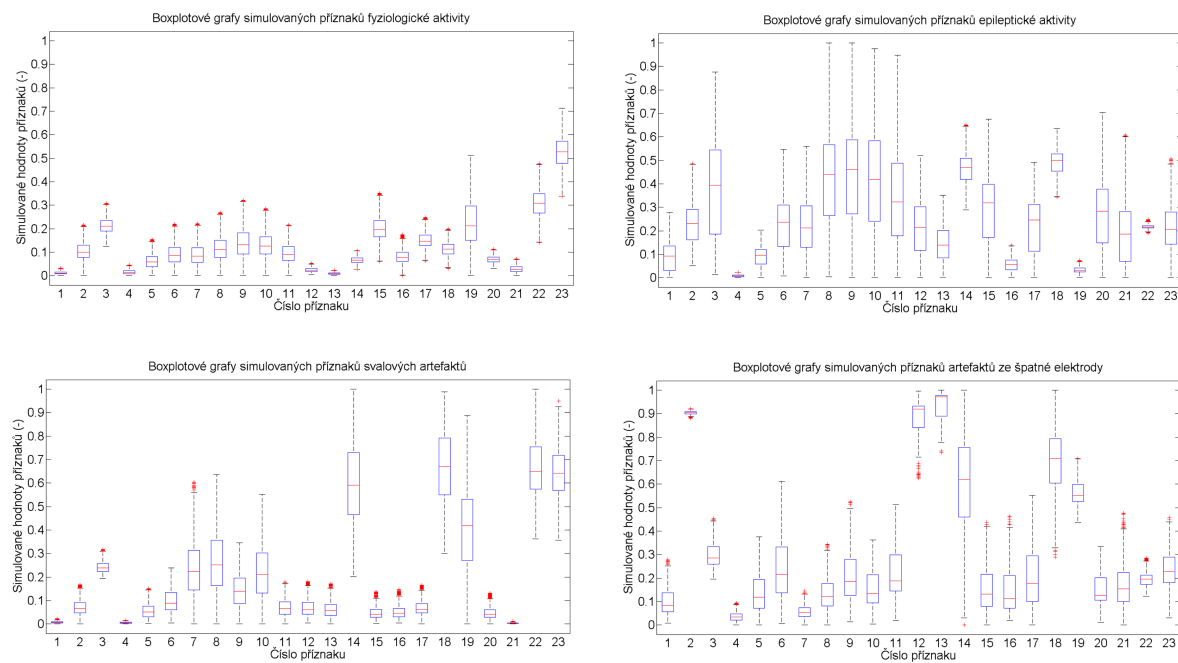 Boxplotové grafy simulovaných příznaků fyziologické aktivity
Simulované hodnoty příznaků (-)
1
0.9
0.8
0.7
0.6
0.5
0.4
0.3
0.2
0.1
0
1 2 3 4 5 6 7 8 9 10 11 12 13 14 15 16 17 18 19 20 21 22 23
Číslo příznaku
Boxplotové grafy simulovaných příznaků epileptické aktivity
Simulované hodnoty příznaků (-)
1
0.9
0.8
0.7
0.6
0.5
0.4
0.3
0.2
0.1
0
1 2 3 4 5 6 7 8 9 10 11 12 13 14 15 16 17 18 19 20 21 22 23
Číslo příznaku
Boxplotové grafy simulovaných příznaků svalových artefaktů
Simulované hodnoty příznaků (-)
1
0.9
0.8
0.7
0.6
0.5
0.4
0.3
0.2
0.1
0
1 2 3 4 5 6 7 8 9 10 11 12 13 14 15 16 17 18 19 20 21 22 23
Číslo příznaku
Boxplotové grafy simulovaných příznaků artefaktů ze špatné elektrody
Simulované hodnoty příznaků (-)
1
0.9
0.8
0.7
0.6
0.5
0.4
0.3
0.2
0.1
0
1 2 3 4 5 6 7 8 9 10 11 12 13 14 15 16 17 18 19 20 21 22 23
Číslo příznaku